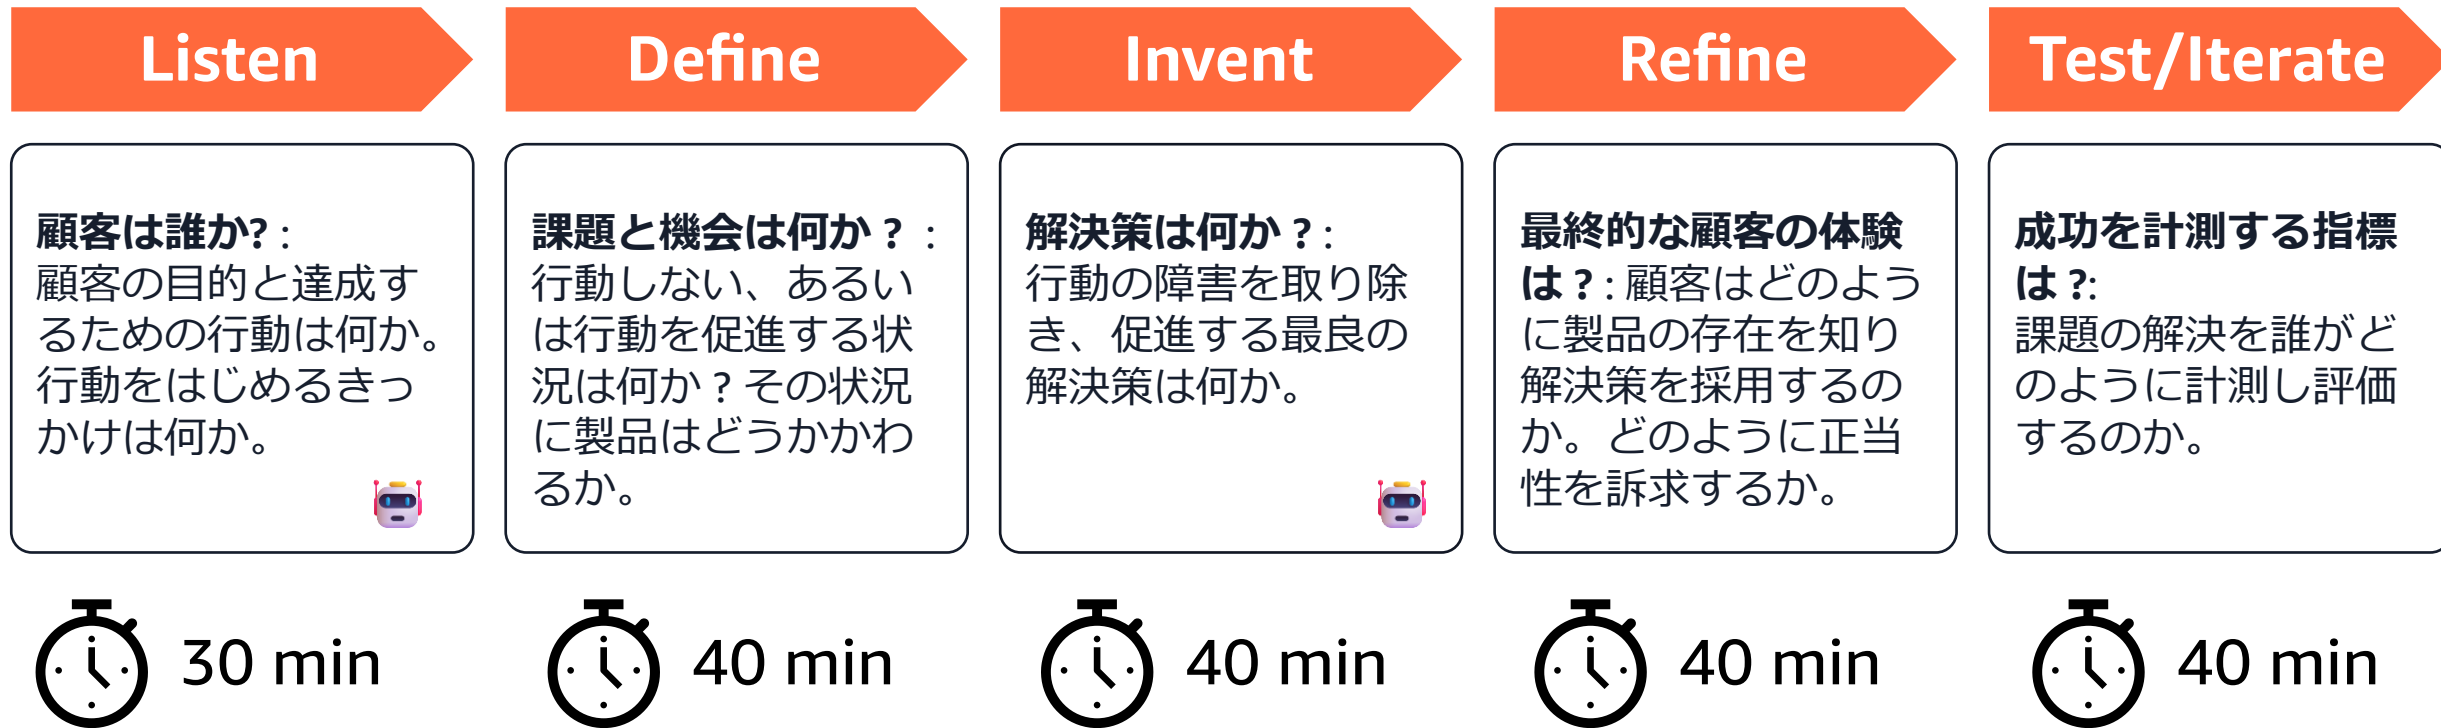 Listen
Define
Invent
Refine
Test/Iterate
顧客は誰か? :
顧客の目的と達成す
るための行動は何か。
行動をはじめるきっ
かけは何か。
課題と機会は何か ? :
行動しない、あるい
は行動を促進する状
況は何か ? その状況
に製品はどうかかわ
るか。
解決策は何か ? :
行動の障害を取り除
き、促進する最良の
解決策は何か。
最終的な顧客の体験
は ? : 顧客はどのよう
に製品の存在を知り
解決策を採用するの
か。どのように正当
性を訴求するか。
成功を計測する指標
は ?:
課題の解決を誰がど
のように計測し評価
するのか。
30 min
40 min
40 min
40 min
40 min